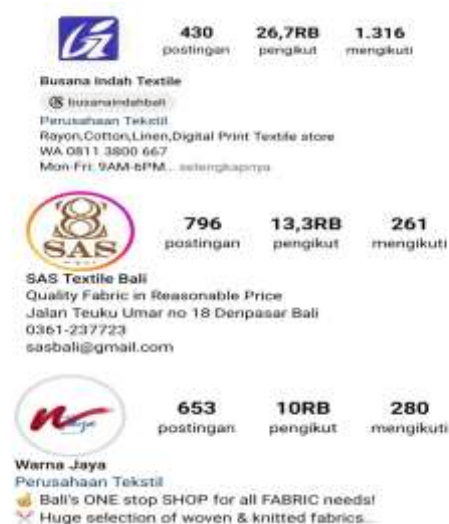 430 26,7RB 1.316
postingan pengikut mengikuti
Busana Indah Textile
busanaindahbali
Perusahaan Tekstil
Rayon,Cotton,Linen,Digital Print Textile store
WA 0811 3800 667
Mon-Fri: 9AM-6PM... selengkapnya
SAS
796 13,3RB 261
postingan pengikut mengikuti
SAS Textile Bali
Quality Fabric in Reasonable Price
Jalan Teuku Umar no 18 Denpasar Bali
0361-237723
sasbali@gmail.com
653 10RB 280
postingan pengikut mengikuti
Warna Jaya
Perusahaan Tekstil
Bali's ONE stop SHOP for all FABRIC needs!
Huge selection of woven & knitted fabrics.